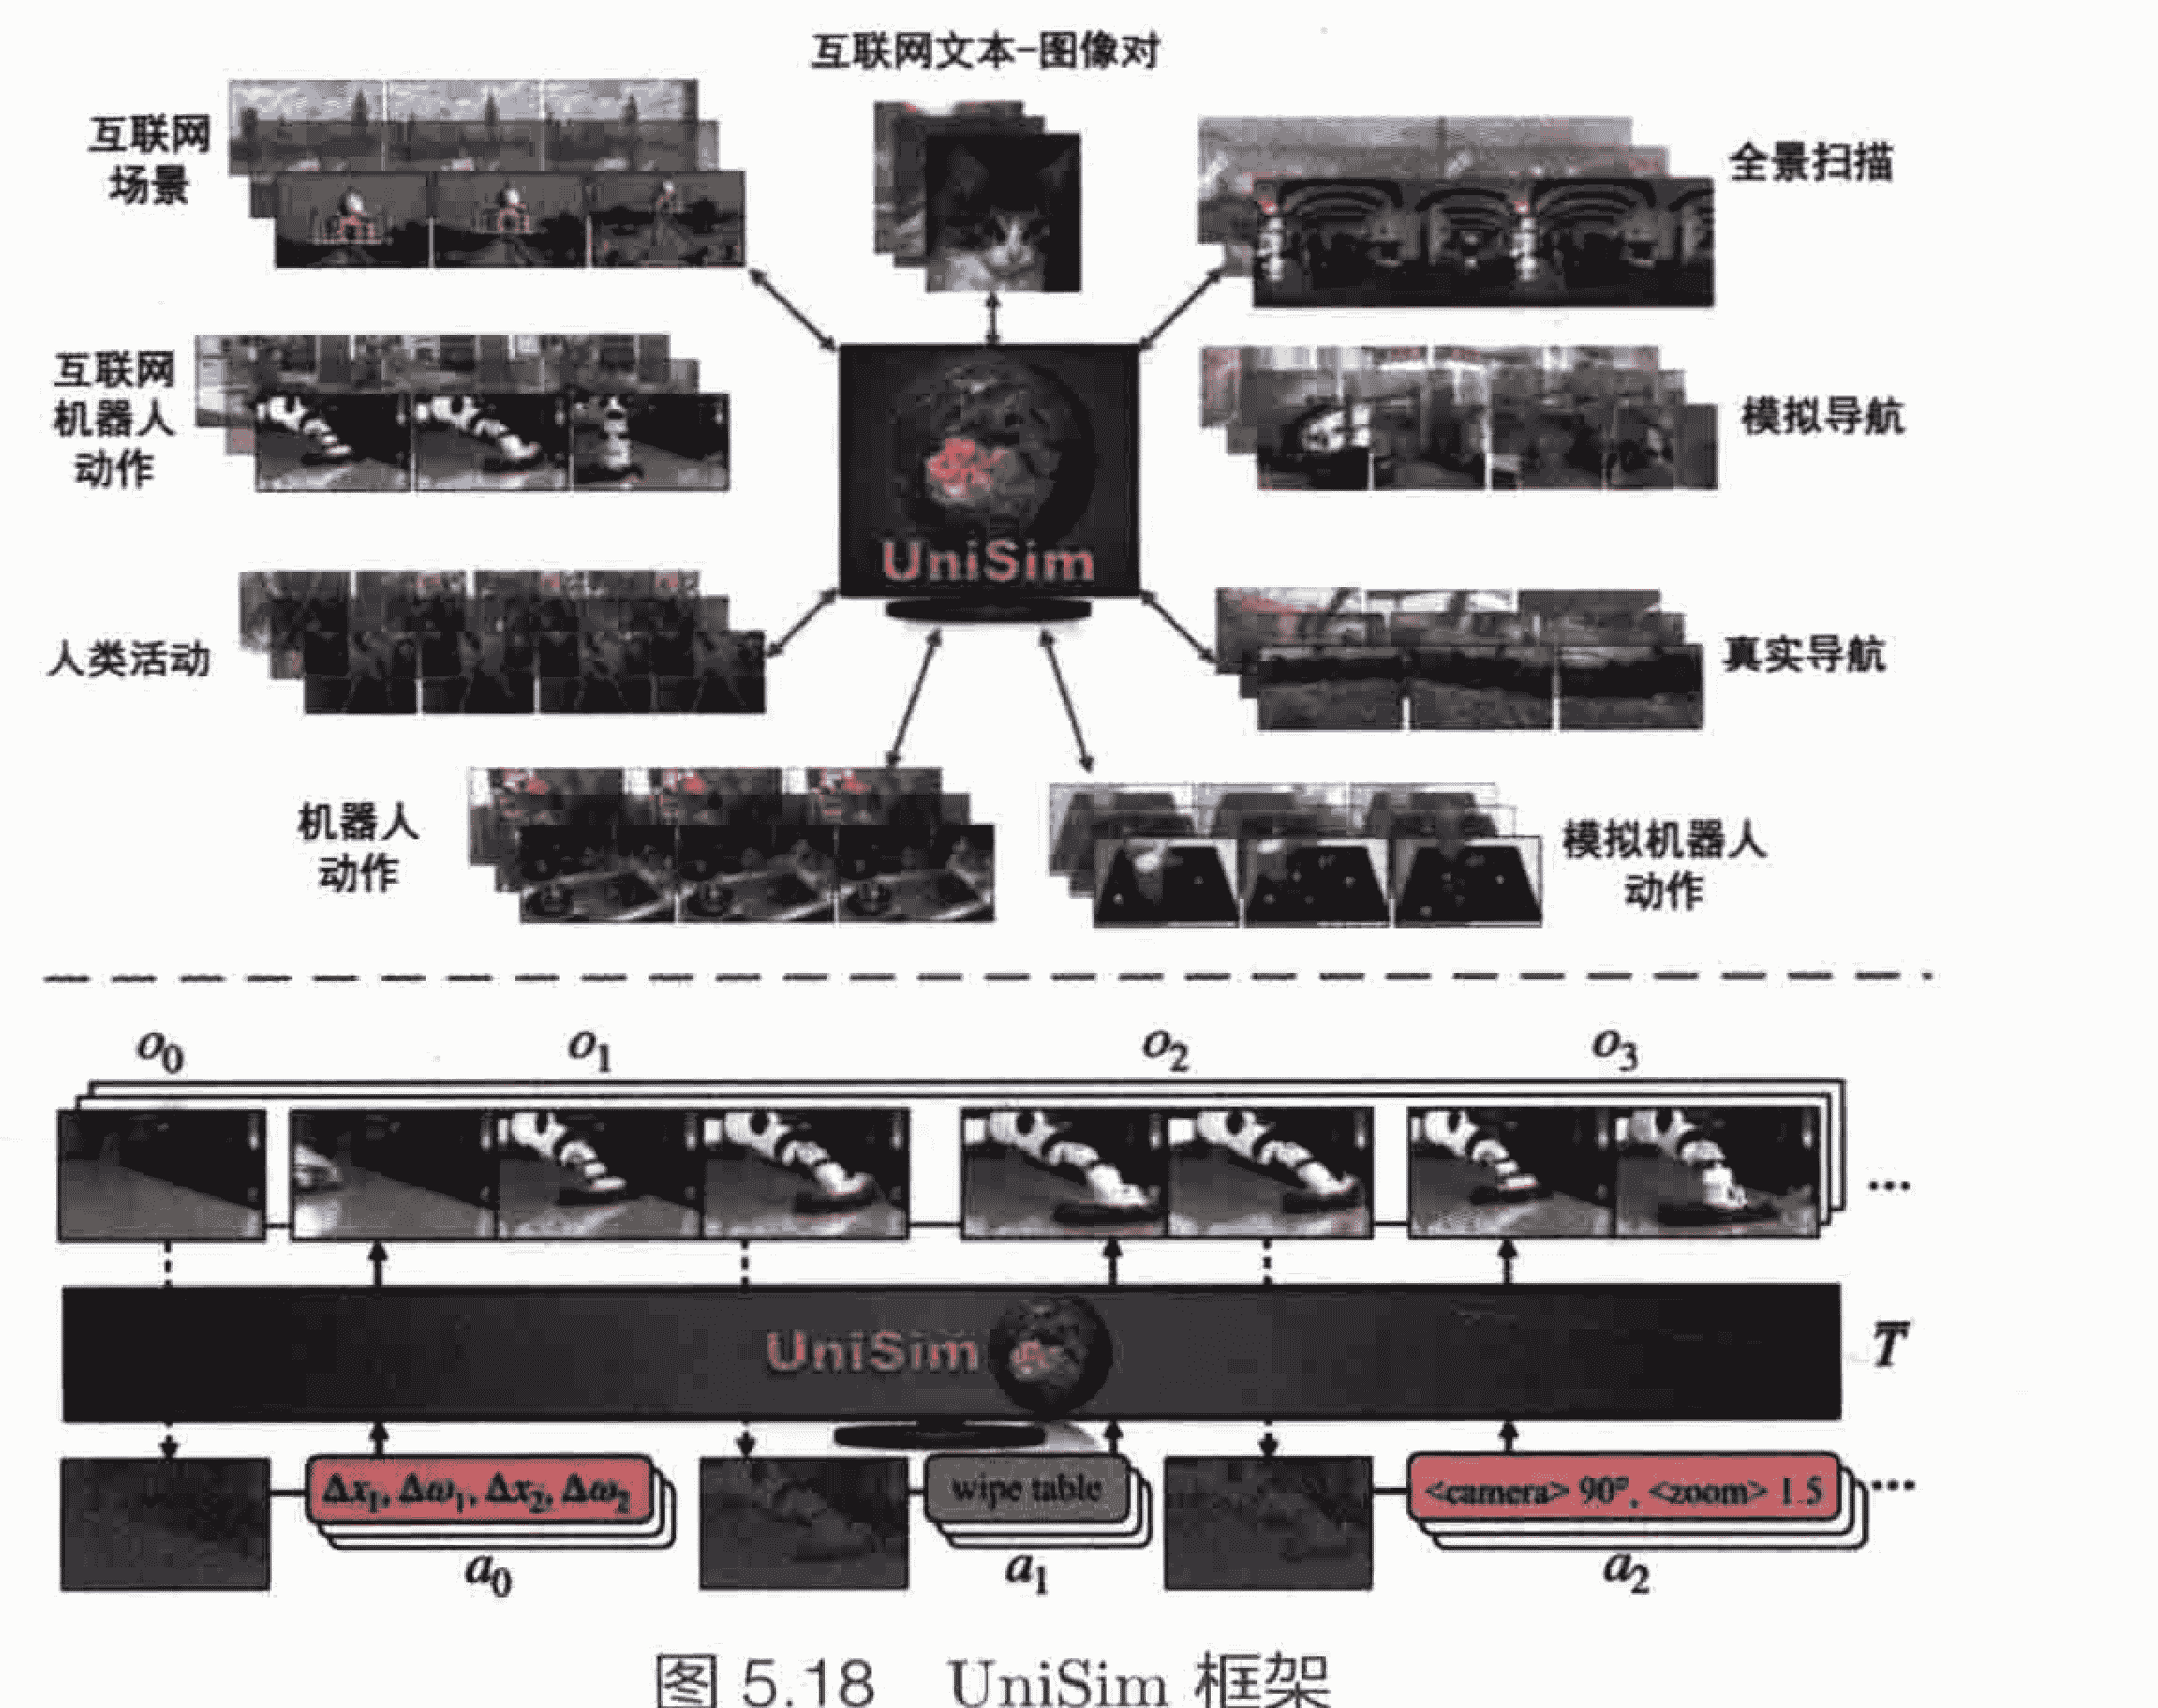 互联网文本-图像对
互联网
场景
全景扫描
互联网
机器人
动作
模拟导航
UniSim
人类活动
真实导航
机器人
动作
模拟机器人
动作
o0
o1
o2
o3
...
UniSim
T
Δx1, Δω1, Δx2, Δω2
wipe table
<camera> 90°, <zoom> 1.5
...
a0
a1
a2
图 5.18 UniSim 框架